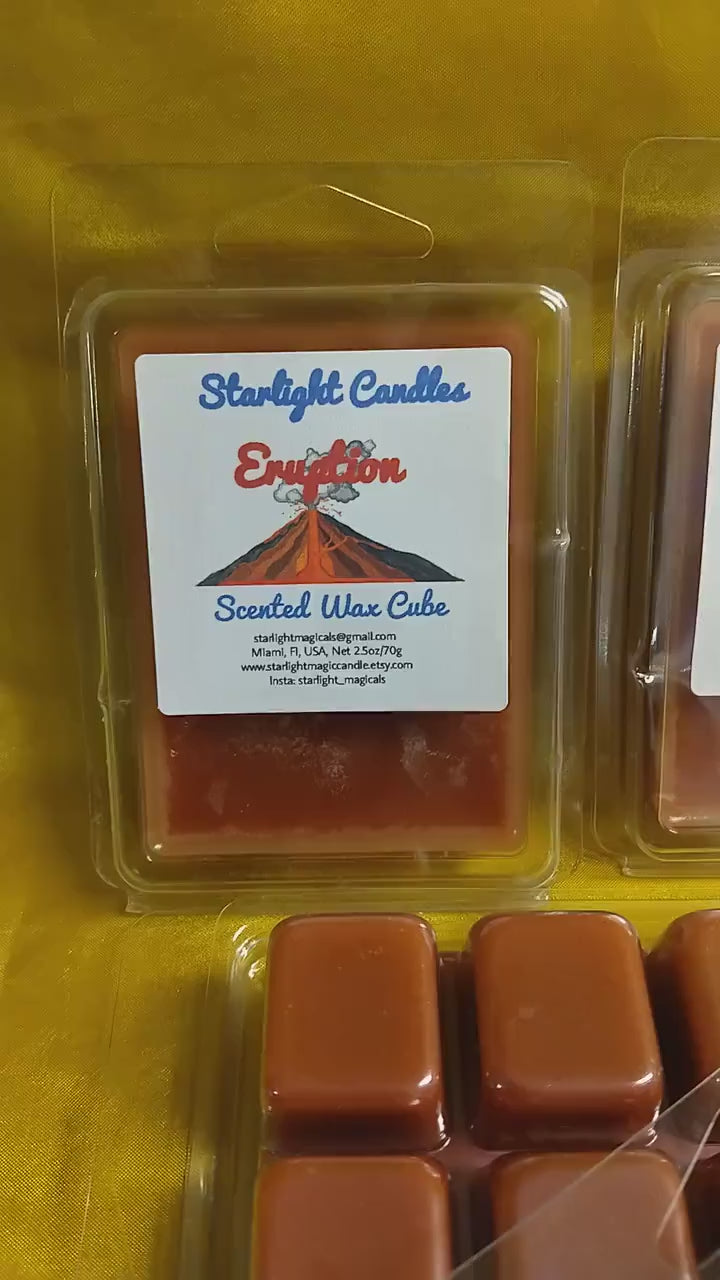 Starlight Candles
Eruption
Scented Wax Cube
starlightmagicals@gmail.com
Miami, Fl, USA, Net 2.5oz/70g
www.starlightmagiccandle.etsy.com
Insta: starlight_magicals